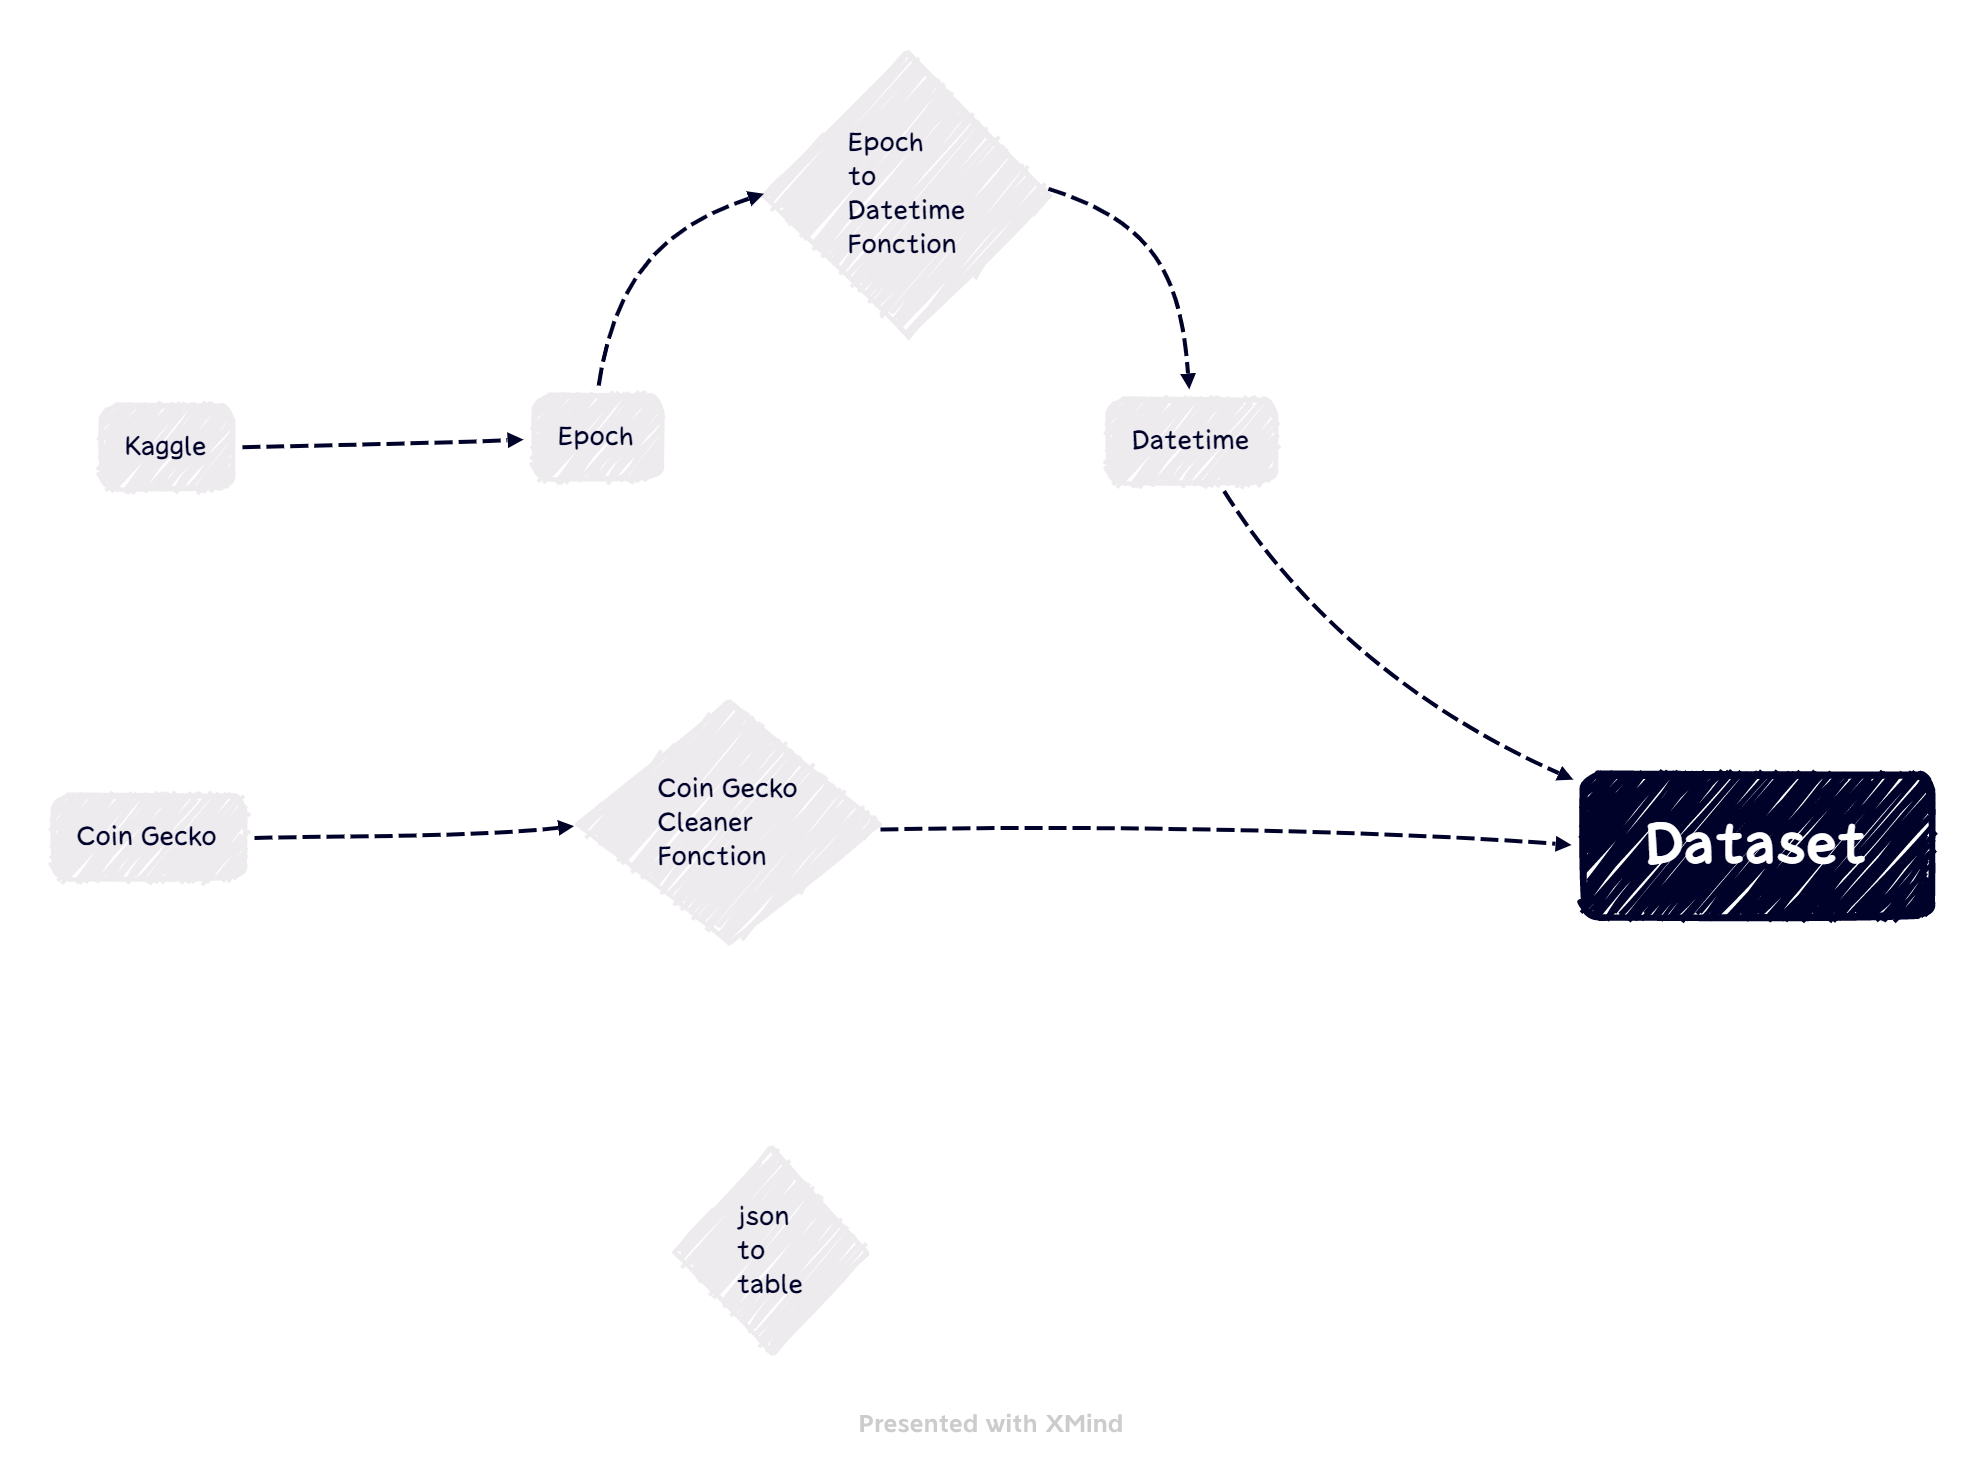 Epoch
to
Datetime
Fonction
Kaggle
Epoch
Datetime
Coin Gecko
Coin Gecko
Cleaner
Fonction
Dataset
json
to
table
Presented with XMind